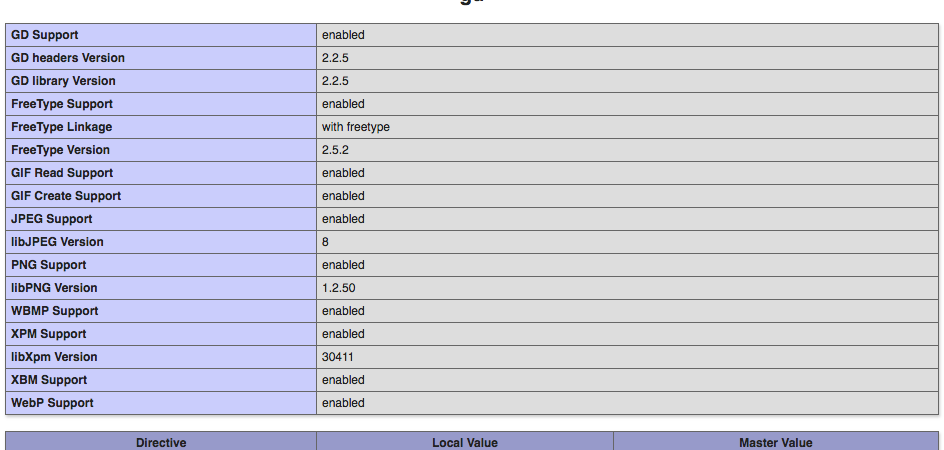 GD Support enabled
GD headers Version 2.2.5
GD library Version 2.2.5
FreeType Support enabled
FreeType Linkage with freetype
FreeType Version 2.5.2
GIF Read Support enabled
GIF Create Support enabled
JPEG Support enabled
libJPEG Version 8
PNG Support enabled
libPNG Version 1.2.50
WBMP Support enabled
XPM Support enabled
libXpm Version 30411
XBM Support enabled
WebP Support enabled
Directive Local Value Master Value